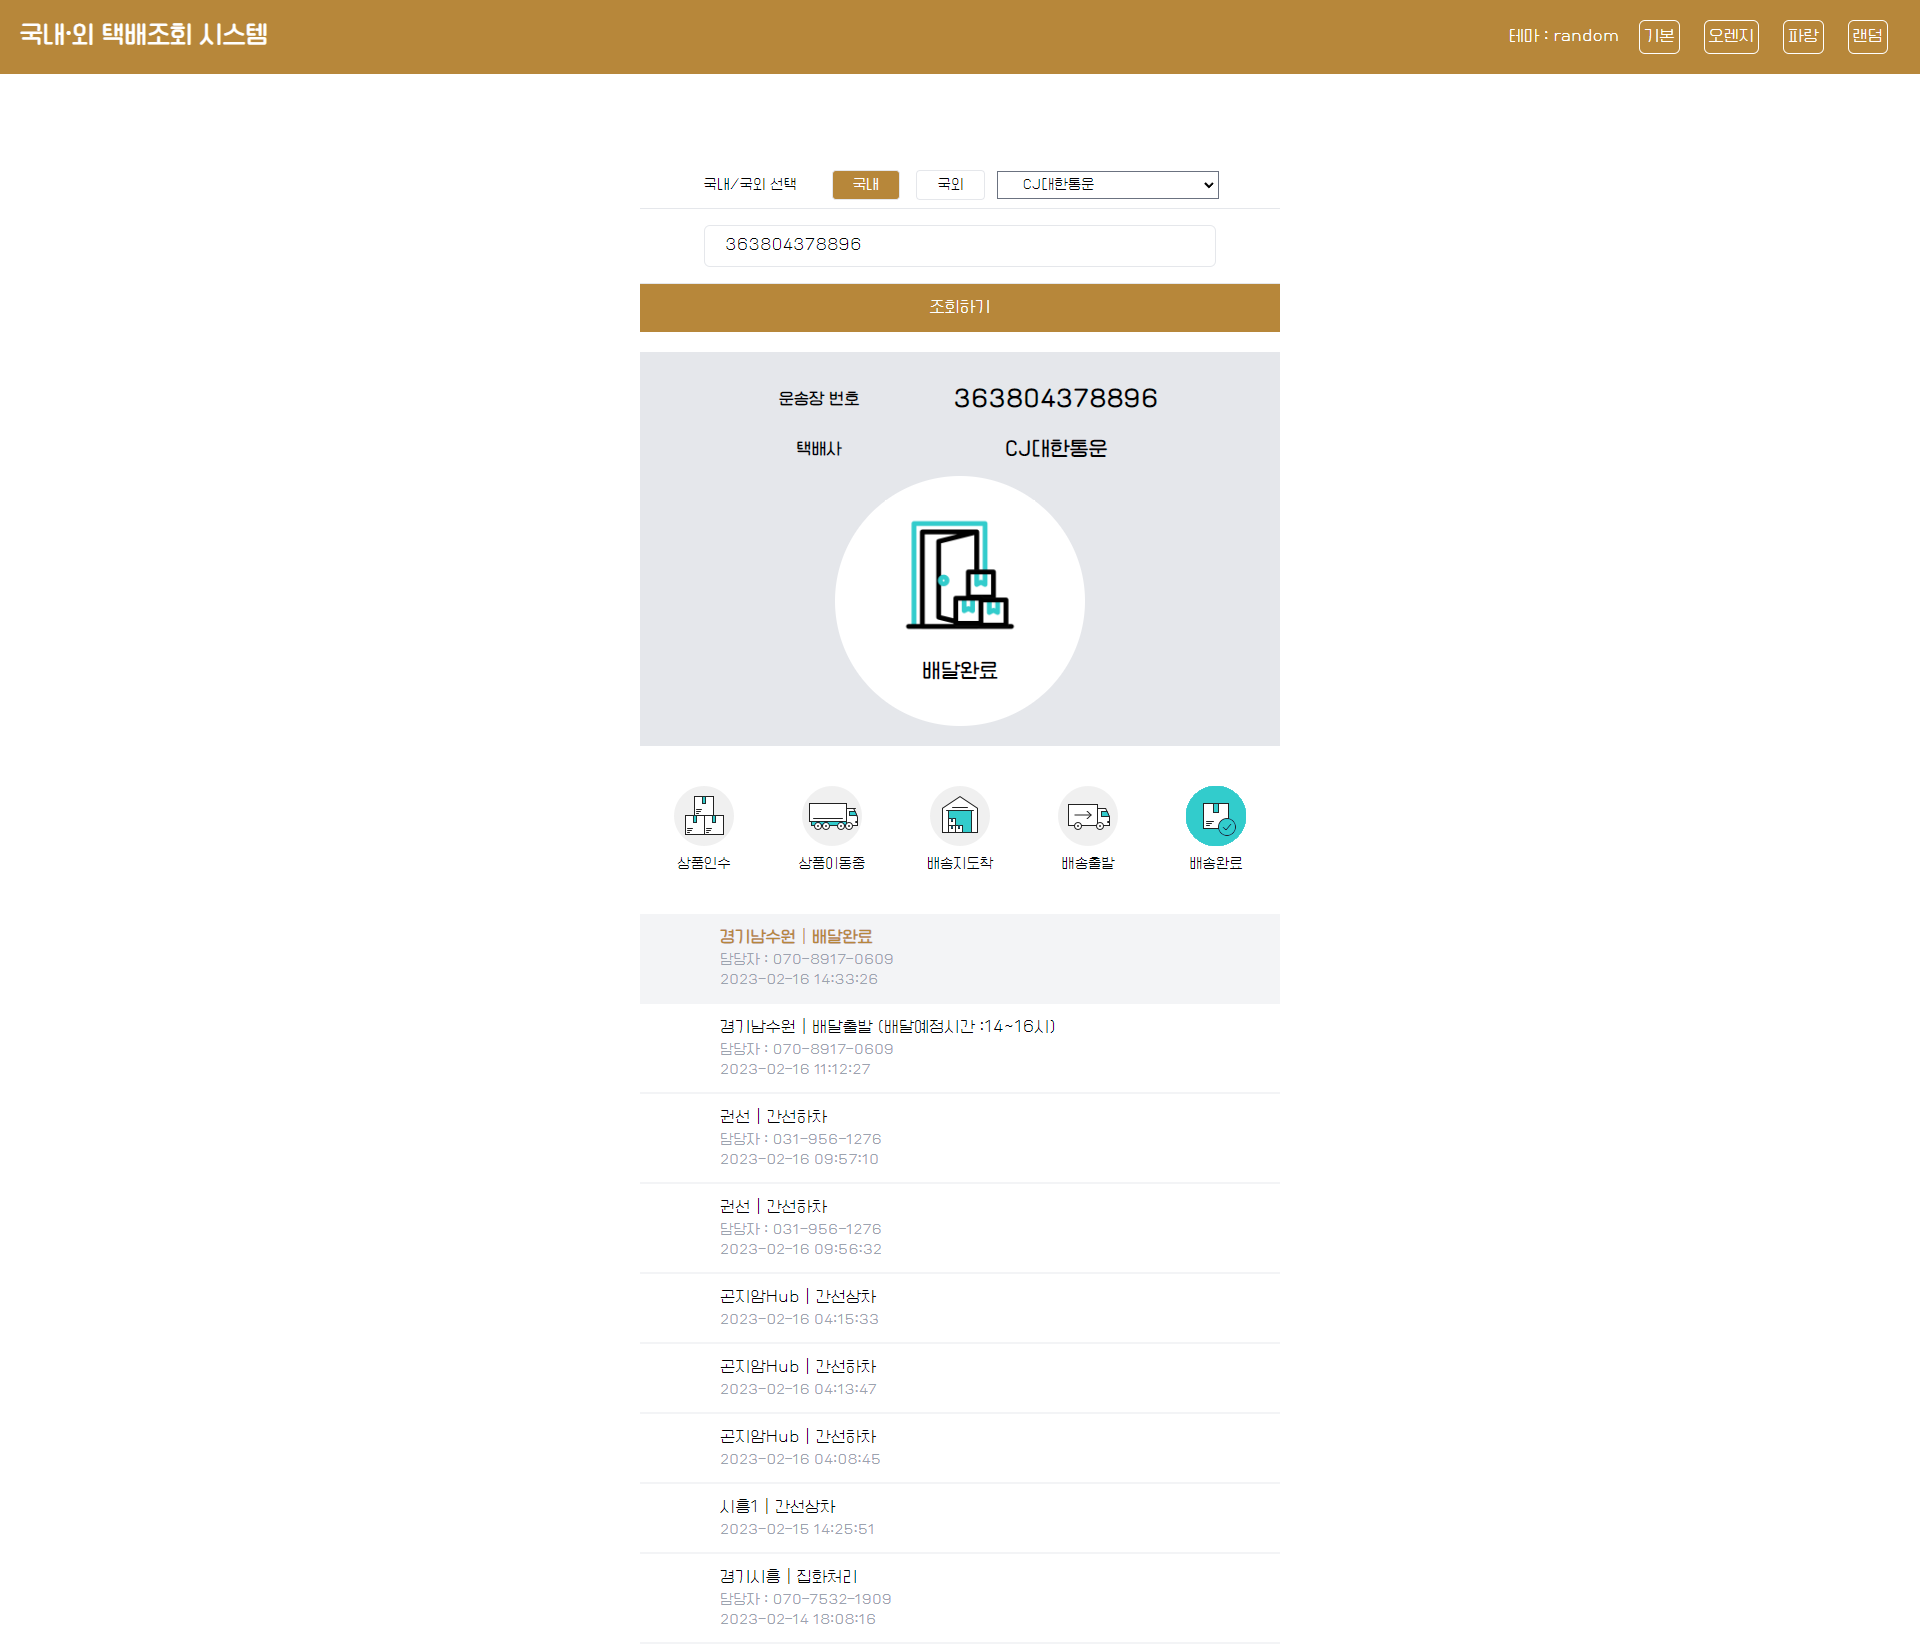 국내·외 택배조회 시스템
테마 : random 기본 오렌지 파랑 랜덤
국내/국외 선택 국내 국외 CJ대한통운
363804378896
조회하기
운송장 번호 363804378896
택배사 CJ대한통운
배달완료
상품인수 상품이동중 배송지도착 배송출발 배송완료
경기남수원 | 배달완료
담당자 : 070-8917-0609
2023-02-16 14:33:26
경기남수원 | 배달출발 (배달예정시간 :14~16시)
담당자 : 070-8917-0609
2023-02-16 11:12:27
권선 | 간선하차
담당자 : 031-956-1276
2023-02-16 09:57:10
권선 | 간선하차
담당자 : 031-956-1276
2023-02-16 09:56:32
곤지암Hub | 간선상차
2023-02-16 04:15:33
곤지암Hub | 간선하차
2023-02-16 04:13:47
곤지암Hub | 간선하차
2023-02-16 04:08:45
시흥1 | 간선상차
2023-02-15 14:25:51
경기시흥 | 집화처리
담당자 : 070-7532-1909
2023-02-14 18:08:16